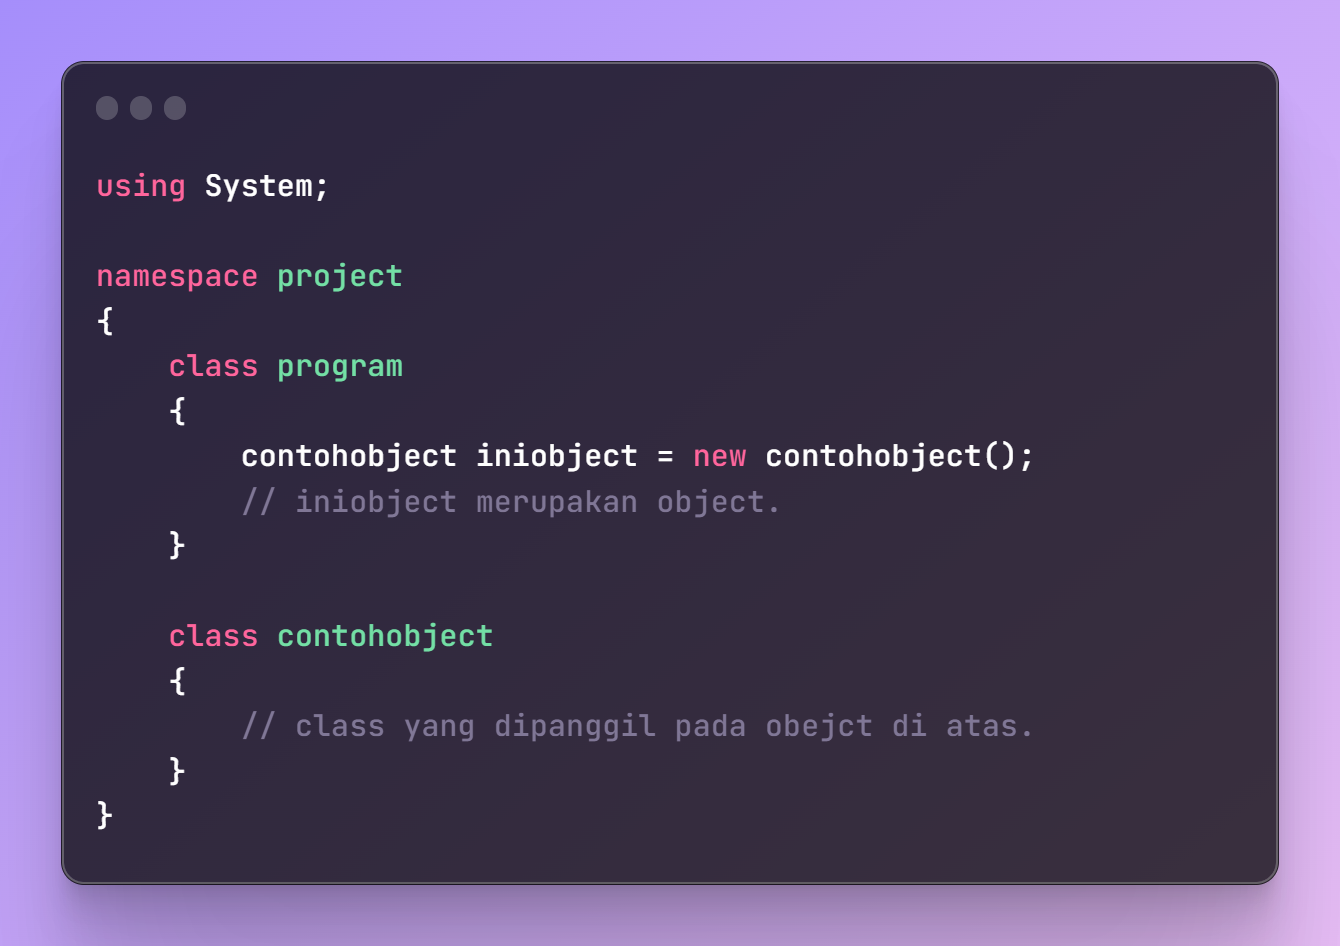 using System;

namespace project
{
    class program
    {
        contohobject iniobject = new contohobject();
        // iniobject merupakan object.
    }

    class contohobject
    {
        // class yang dipanggil pada obejct di atas.
    }
}